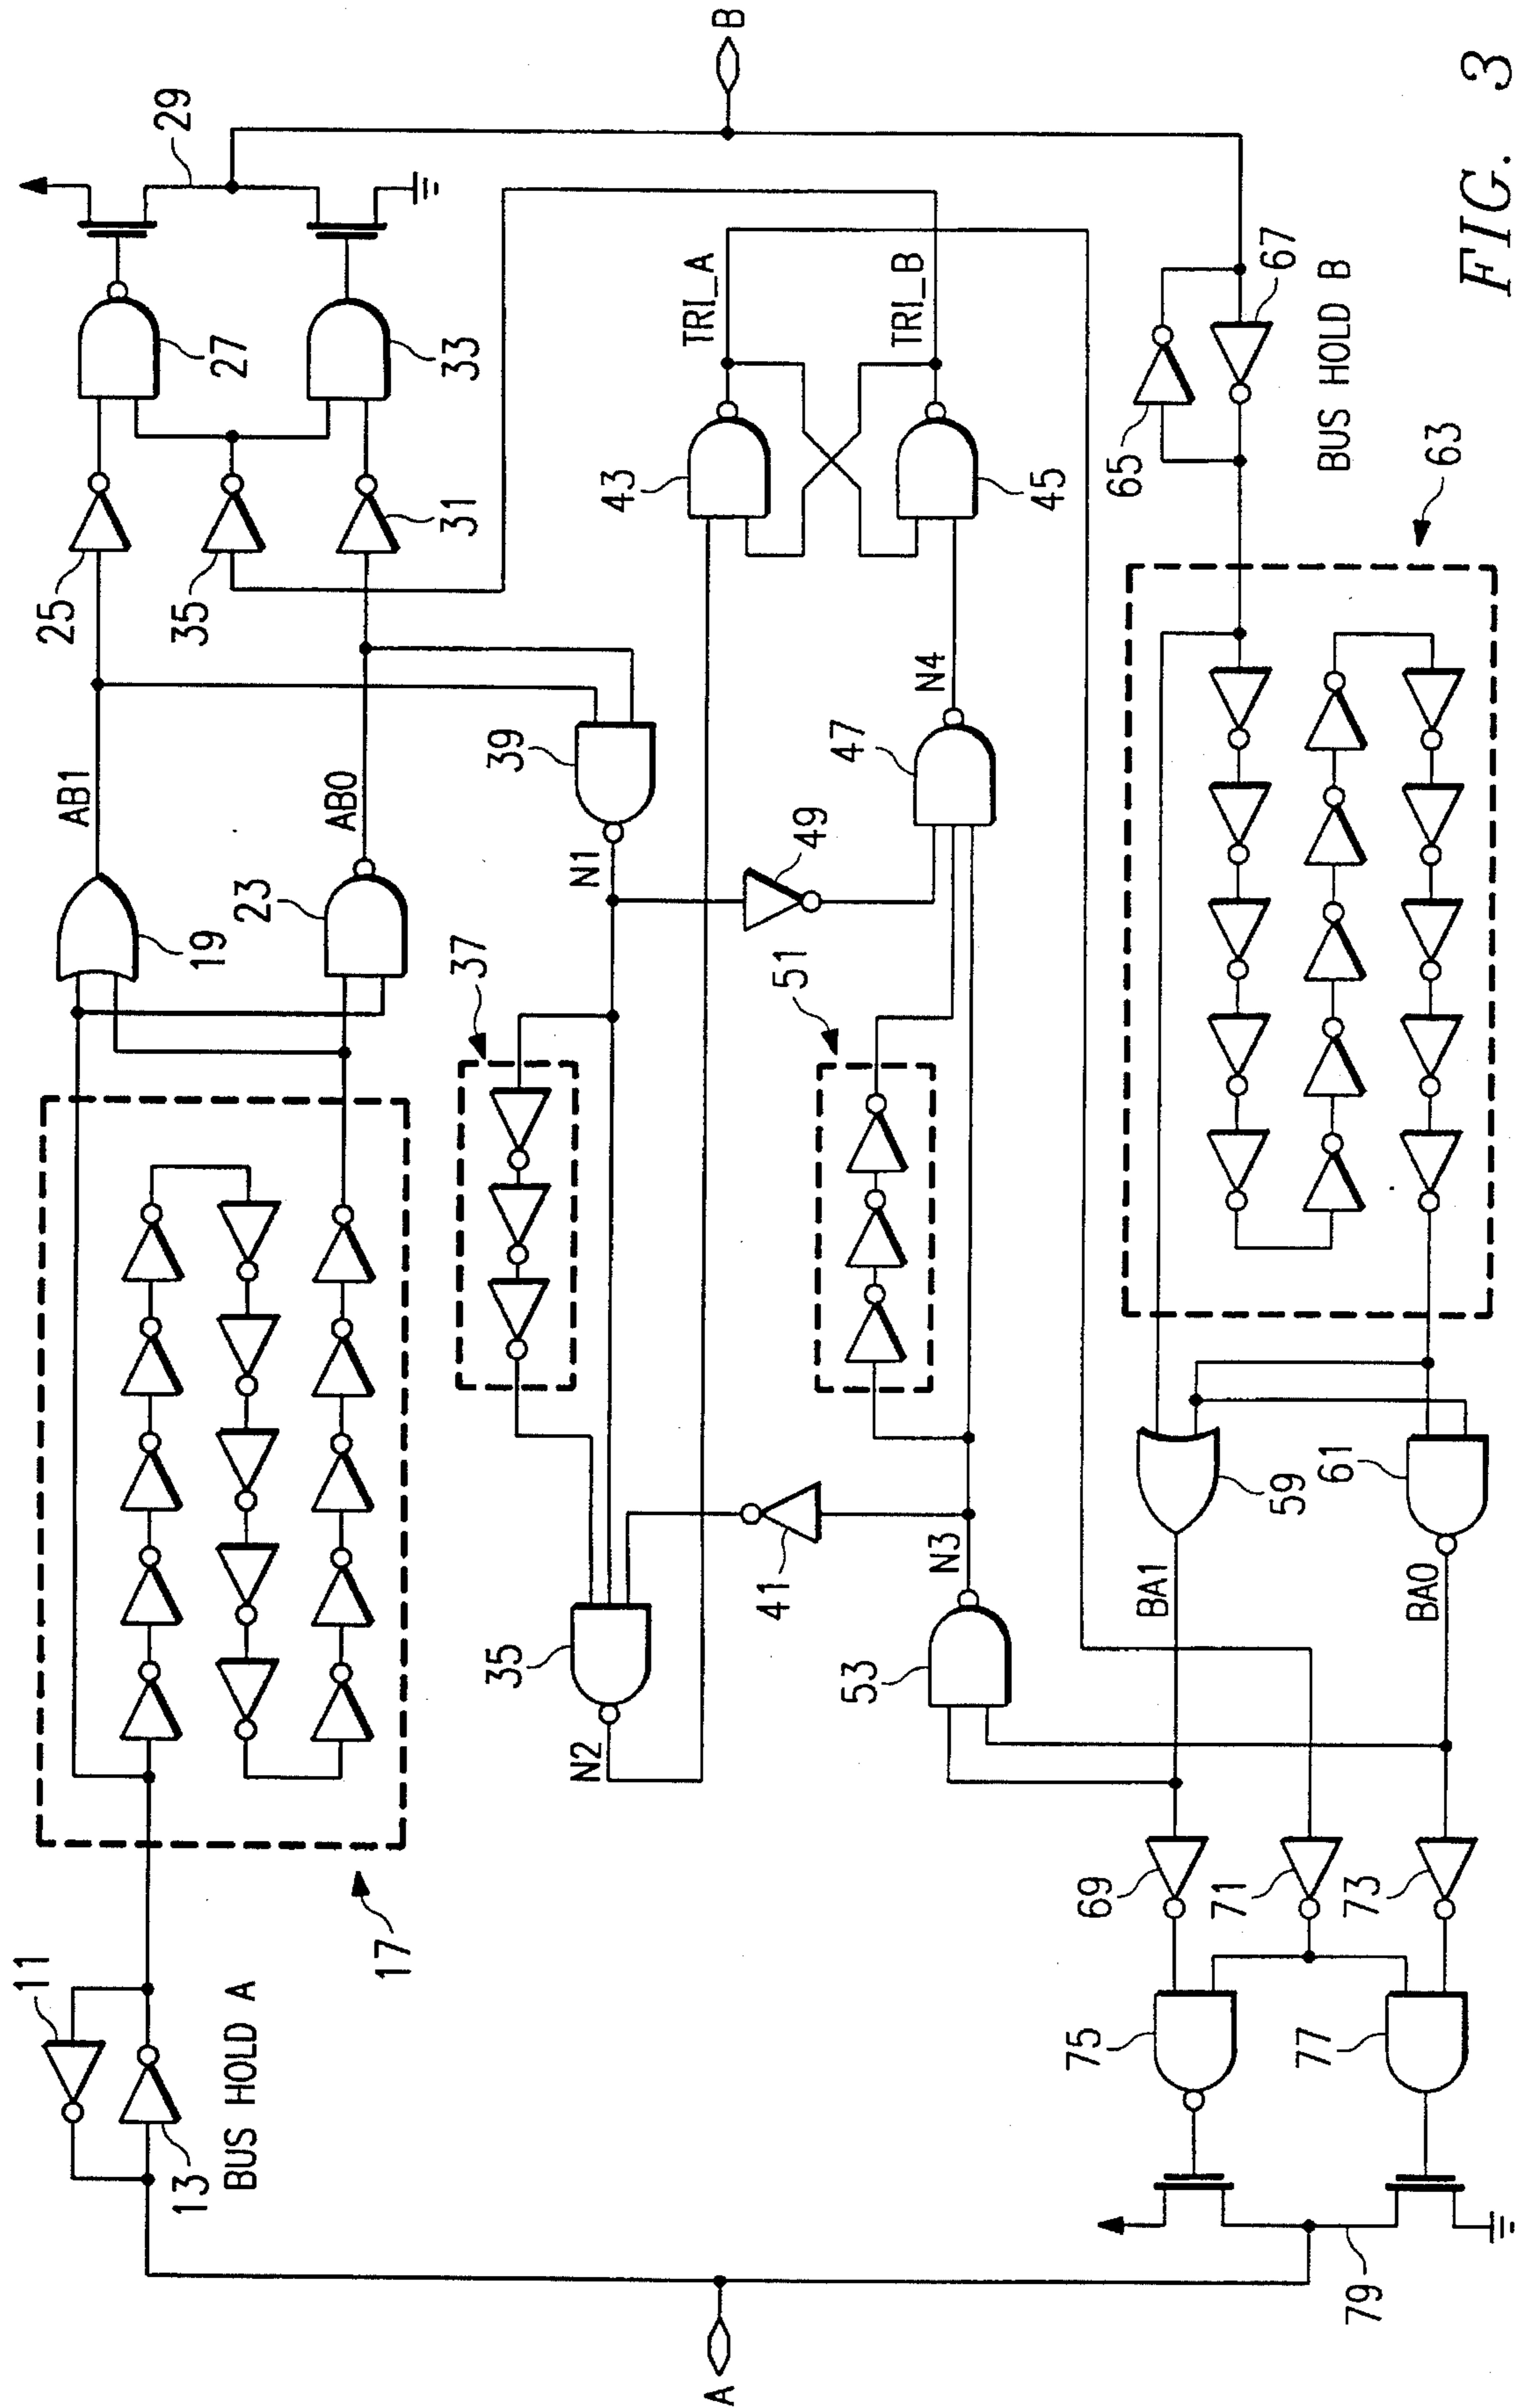 B
29
27
33
25
35
31
AB1
AB0
19
23
17
11
13
BUS HOLD A
37
39
N1
49
51
47
N4
43
45
TRI_A
TRI_B
35
N2
41
N3
53
65
67
BUS HOLD B
63
59
61
BA1
BA0
69
71
73
75
77
79
A
FIG. 3